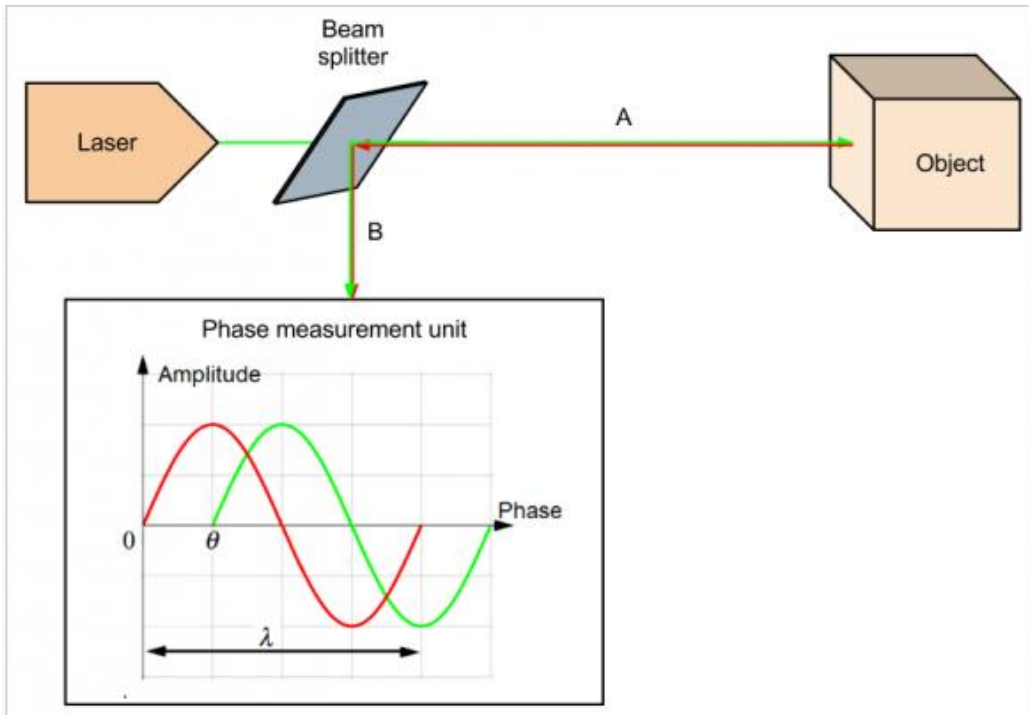 Beam
splitter
Laser
A
Object
B
Phase measurement unit
Amplitude
Phase
0
θ
λ